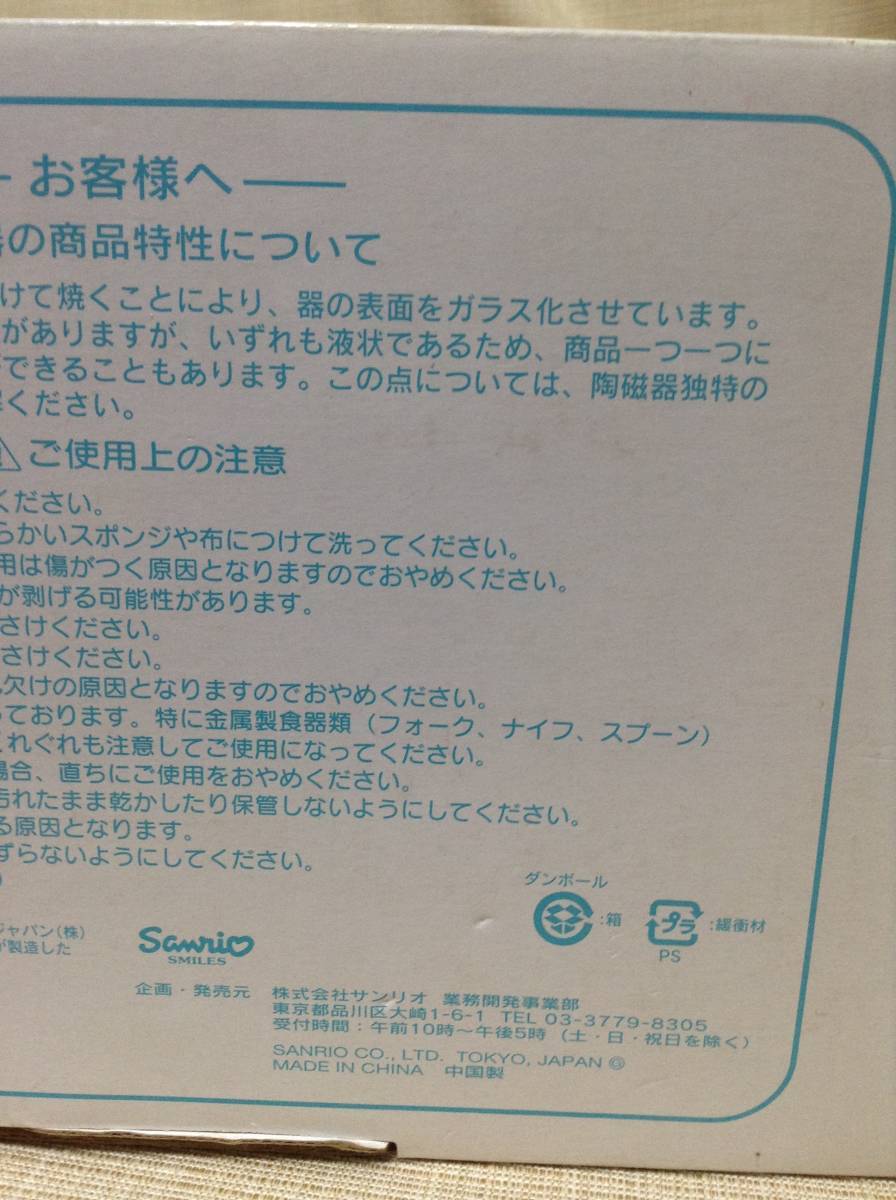 お客様へ
の商品特性について
けて焼くことにより、器の表面をガラス化させています。
がありますが、いずれも液状であるため、商品一つ一つに
できることもあります。この点については、陶磁器独特の
ください。
ご使用上の注意
ください。
らかいスポンジや布につけて洗ってください。
用は傷がつく原因となりますのでおやめください。
が剥げる可能性があります。
さけください。
さけください。
欠けの原因となりますのでおやめください。
ております。特に金属製食器類（フォーク、ナイフ、スプーン）
れぐれも注意してご使用になってください。
場合、直ちにご使用をおやめください。
汚れたまま乾かしたり保管しないようにしてください。
る原因となります。
ずらないようにしてください。
）
ダンボール
:箱
プラ
:緩衝材
PS
ジャパン(株)
が製造した
Sanrio
SMILES
企画・発売元 株式会社サンリオ 業務開発事業部
東京都品川区大崎1-6-1 TEL 03-3779-8305
受付時間：午前10時～午後5時（土・日・祝日を除く）
SANRIO CO., LTD. TOKYO, JAPAN ©
MADE IN CHINA 中国製